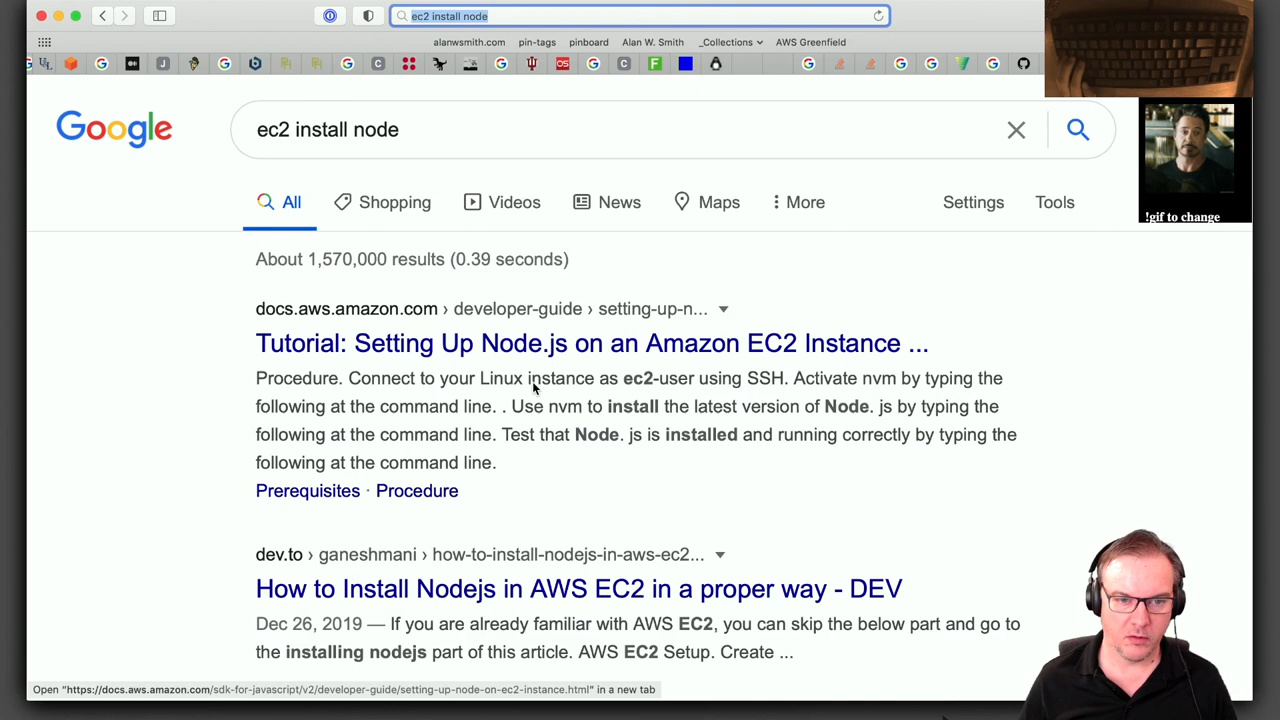 ec2 install node
alanwsmith.com pin-tags pinboard Alan W. Smith _Collections AWS Greenfield
Google
ec2 install node
All Shopping Videos News Maps More Settings Tools
!gif to change
About 1,570,000 results (0.39 seconds)
docs.aws.amazon.com › developer-guide › setting-up-n...
Tutorial: Setting Up Node.js on an Amazon EC2 Instance ...
Procedure. Connect to your Linux instance as ec2-user using SSH. Activate nvm by typing the
following at the command line. . Use nvm to install the latest version of Node. js by typing the
following at the command line. Test that Node. js is installed and running correctly by typing the
following at the command line.
Prerequisites · Procedure
dev.to › ganeshmani › how-to-install-nodejs-in-aws-ec2...
How to Install Nodejs in AWS EC2 in a proper way - DEV
Dec 26, 2019 — If you are already familiar with AWS EC2, you can skip the below part and go to
the installing nodejs part of this article. AWS EC2 Setup. Create ...
Open “https://docs.aws.amazon.com/sdk-for-javascript/v2/developer-guide/setting-up-node-on-ec2-instance.html” in a new tab